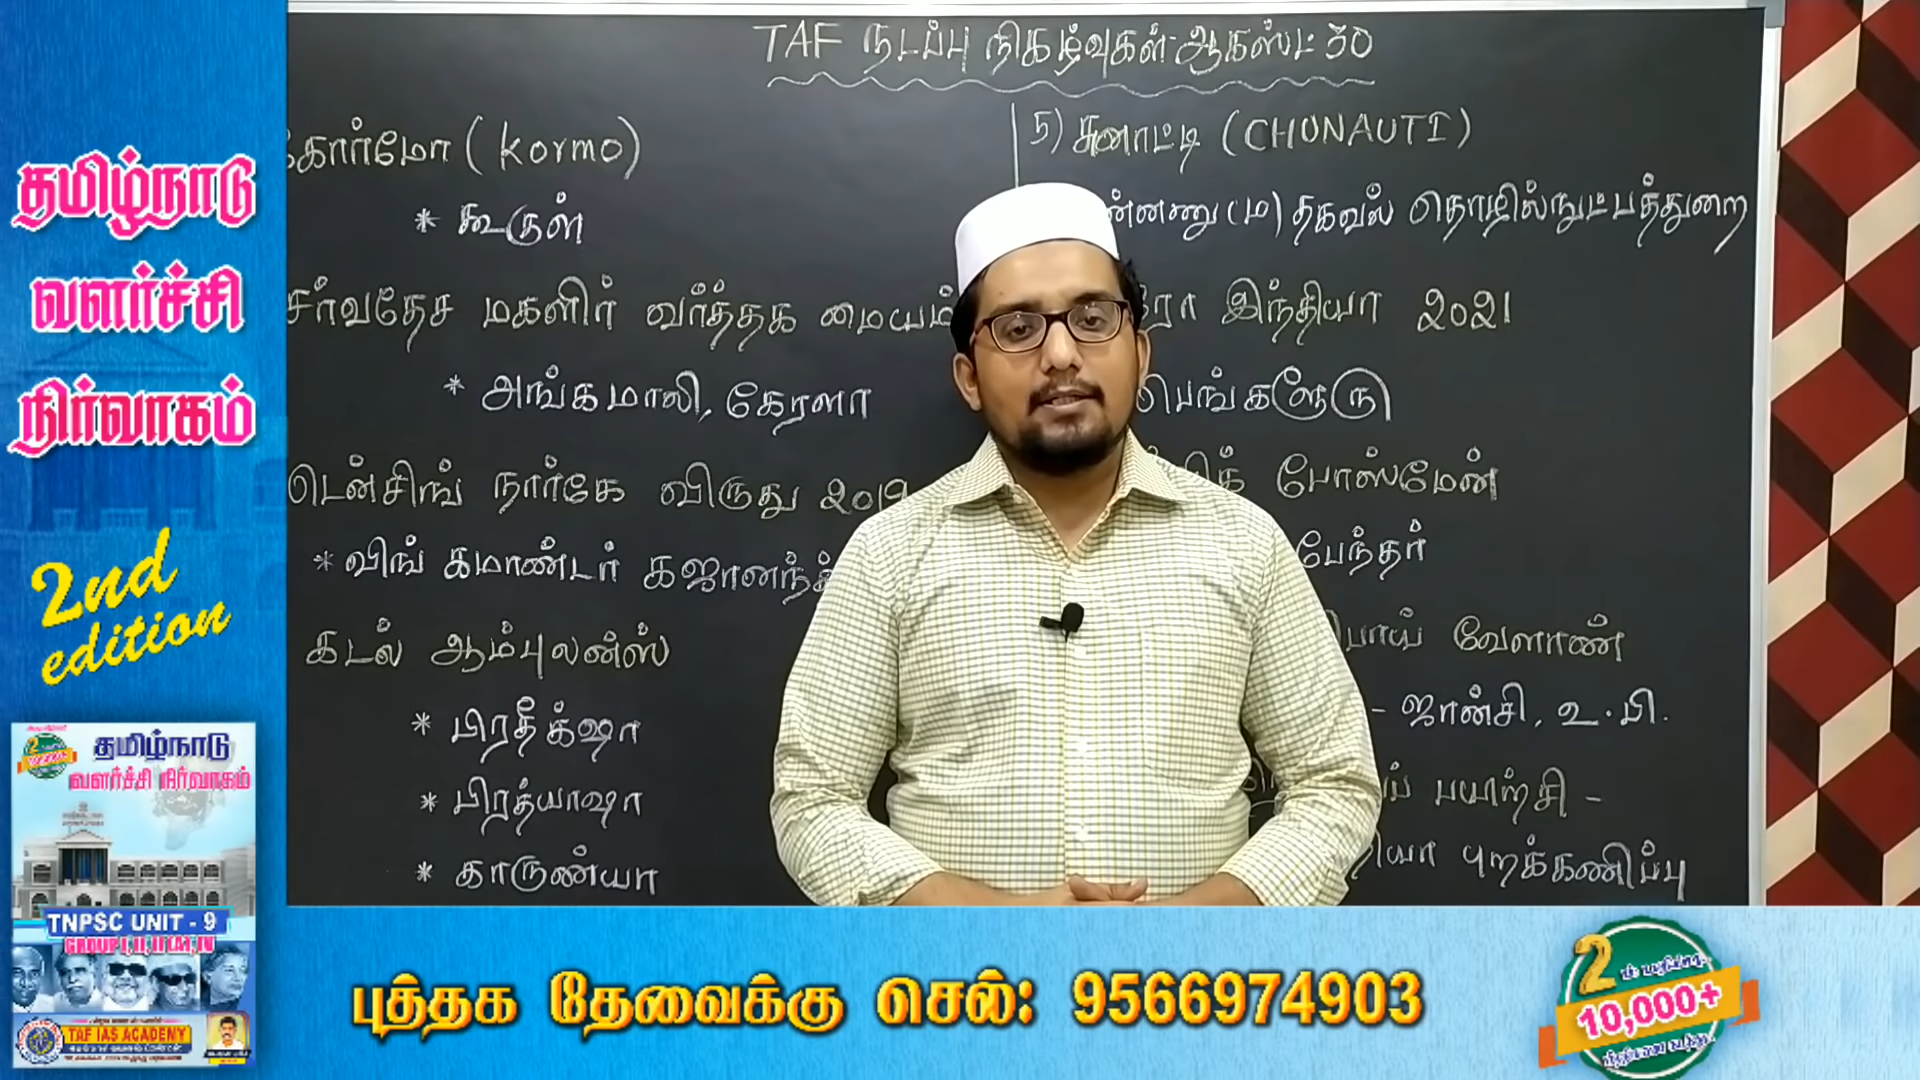 TAF நடப்பு நிகழ்வுகள்-ஆகஸ்ட் 30
கோர்மோ (kormo)
* கூகுள்
சர்வதேச மகளிர் வர்த்தக மையம்
* அங்கமாலி, கேரளா
டென்சிங் நார்கே விருது 2019
* விங் கமாண்டர் கஜானந்த்
கடல் ஆம்புலன்ஸ்
* பிரதீக்ஷா
* பிரத்யாஷா
* காருண்யா
5) சுனாட்டி (CHUNAUTI)
தகவல் தொழில்நுட்பத்துறை
இந்தியா 2021
பெங்களூரு
போஸ்மேன்
வேளாண்
- ஜான்சி, உ.பி.
பயிற்சி -
புறக்கணிப்பு
தமிழ்நாடு
வளர்ச்சி
நிர்வாகம்
2nd
edition
தமிழ்நாடு
வளர்ச்சி நிர்வாகம்
TNPSC UNIT - 9
TAF IAS ACADEMY
புத்தக தேவைக்கு செல்: 9566974903
2
10,000+